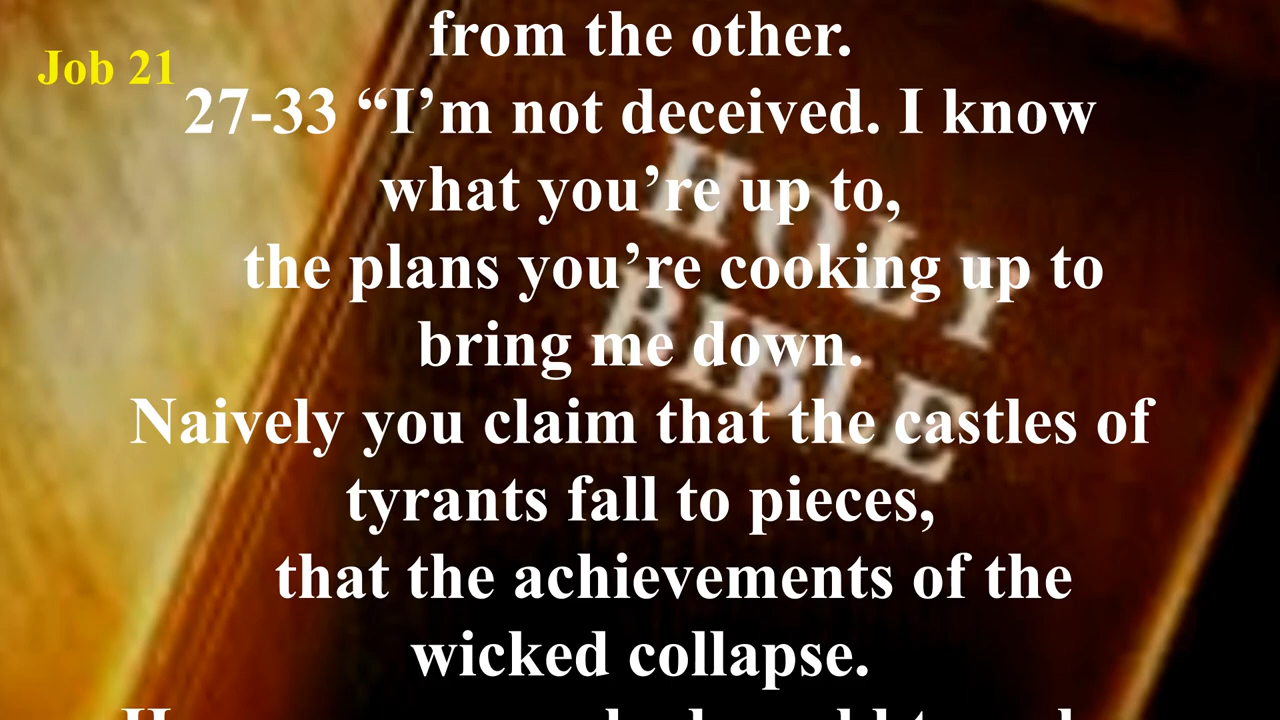 from the other.
Job 21
27-33 “I’m not deceived. I know
what you’re up to,
the plans you’re cooking up to
bring me down.
Naively you claim that the castles of
tyrants fall to pieces,
that the achievements of the
wicked collapse.
HOLY
BIBLE